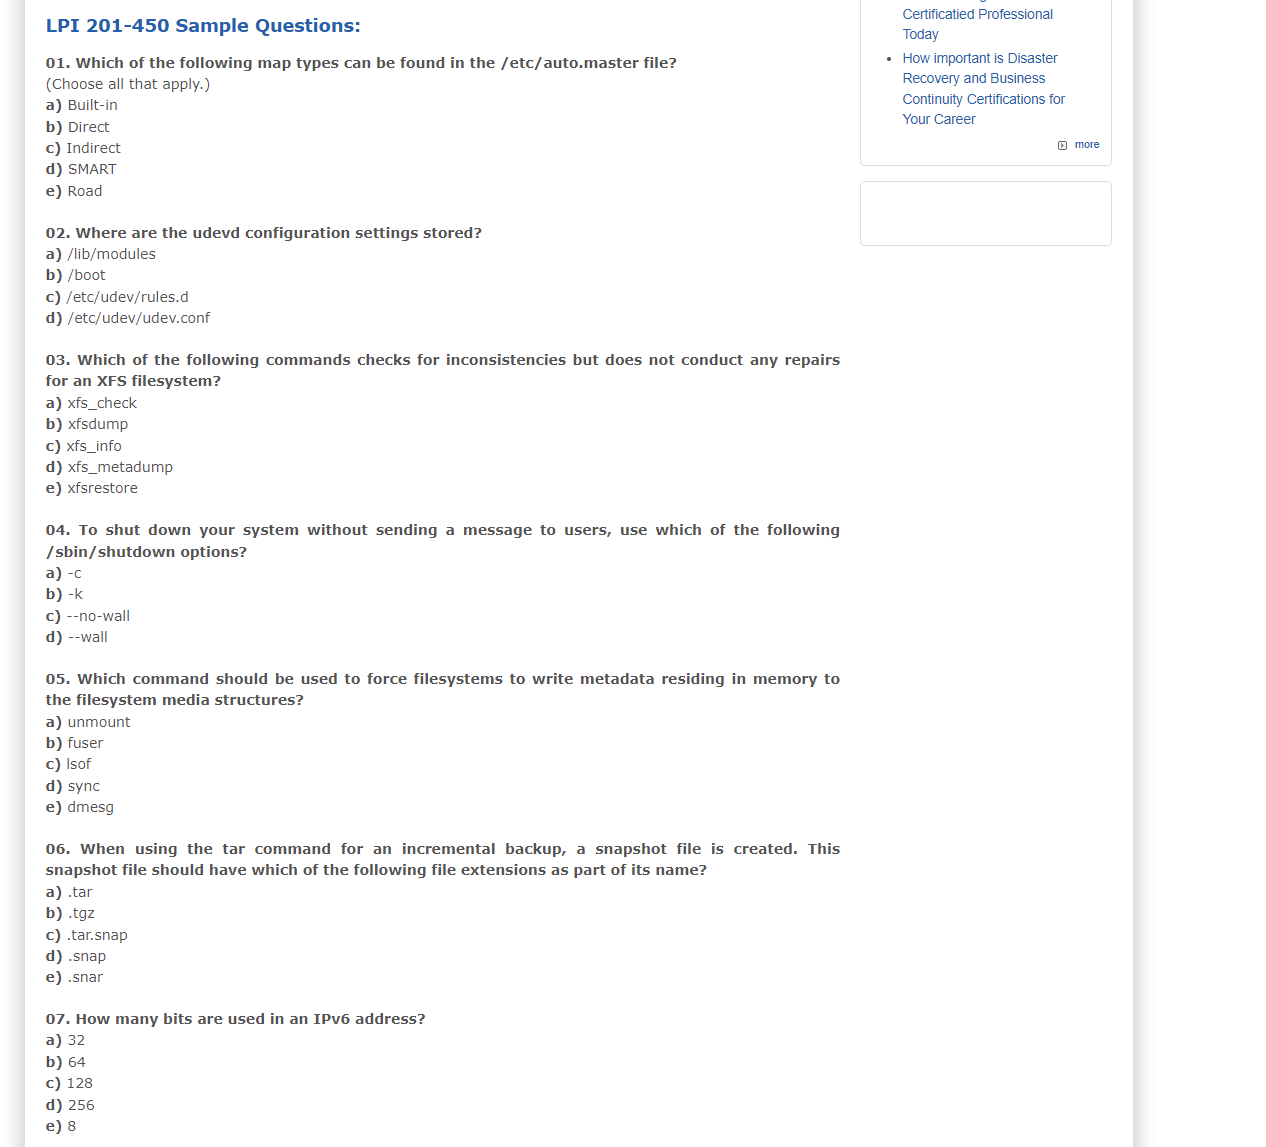 LPI 201-450 Sample Questions:
01. Which of the following map types can be found in the /etc/auto.master file?
(Choose all that apply.)
a) Built-in
b) Direct
c) Indirect
d) SMART
e) Road
02. Where are the udevd configuration settings stored?
a) /lib/modules
b) /boot
c) /etc/udev/rules.d
d) /etc/udev/udev.conf
03. Which of the following commands checks for inconsistencies but does not conduct any repairs
for an XFS filesystem?
a) xfs_check
b) xfsdump
c) xfs_info
d) xfs_metadump
e) xfsrestore
04. To shut down your system without sending a message to users, use which of the following
/sbin/shutdown options?
a) -c
b) -k
c) --no-wall
d) --wall
05. Which command should be used to force filesystems to write metadata residing in memory to
the filesystem media structures?
a) unmount
b) fuser
c) lsof
d) sync
e) dmesg
06. When using the tar command for an incremental backup, a snapshot file is created. This
snapshot file should have which of the following file extensions as part of its name?
a) .tar
b) .tgz
c) .tar.snap
d) .snap
e) .snar
07. How many bits are used in an IPv6 address?
a) 32
b) 64
c) 128
d) 256
e) 8
Certificatied Professional
Today
• How important is Disaster
Recovery and Business
Continuity Certifications for
Your Career
more